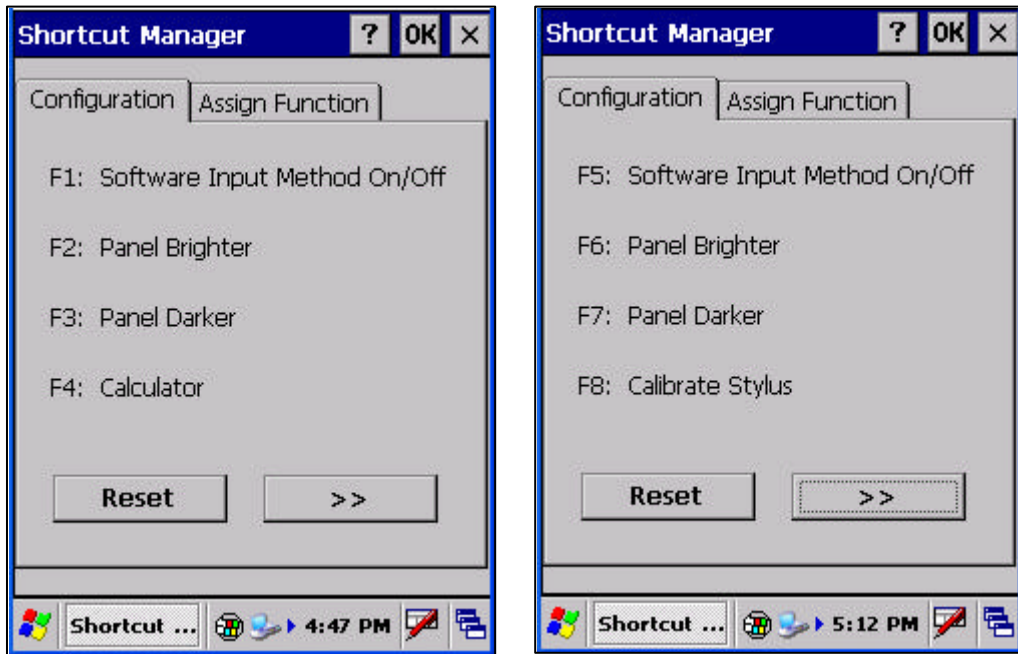 Shortcut Manager ? OK ×
Configuration Assign Function
F1: Software Input Method On/Off
F2: Panel Brighter
F3: Panel Darker
F4: Calculator
Reset >>
Shortcut ... 4:47 PM
Shortcut Manager ? OK ×
Configuration Assign Function
F5: Software Input Method On/Off
F6: Panel Brighter
F7: Panel Darker
F8: Calibrate Stylus
Reset >>
Shortcut ... 5:12 PM